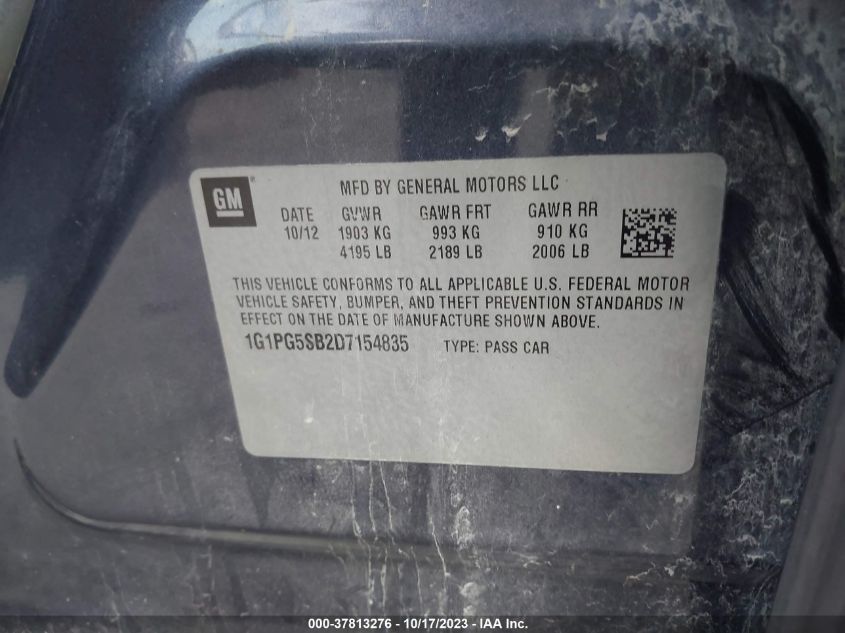 GM®
MFD BY GENERAL MOTORS LLC
DATE GVWR GAWR FRT GAWR RR
10/12 1903 KG 993 KG 910 KG
4195 LB 2189 LB 2006 LB
THIS VEHICLE CONFORMS TO ALL APPLICABLE U.S. FEDERAL MOTOR
VEHICLE SAFETY, BUMPER, AND THEFT PREVENTION STANDARDS IN
EFFECT ON THE DATE OF MANUFACTURE SHOWN ABOVE.
1G1PG5SB2D7154835 TYPE: PASS CAR
000-37813276 - 10/17/2023 - IAA Inc.